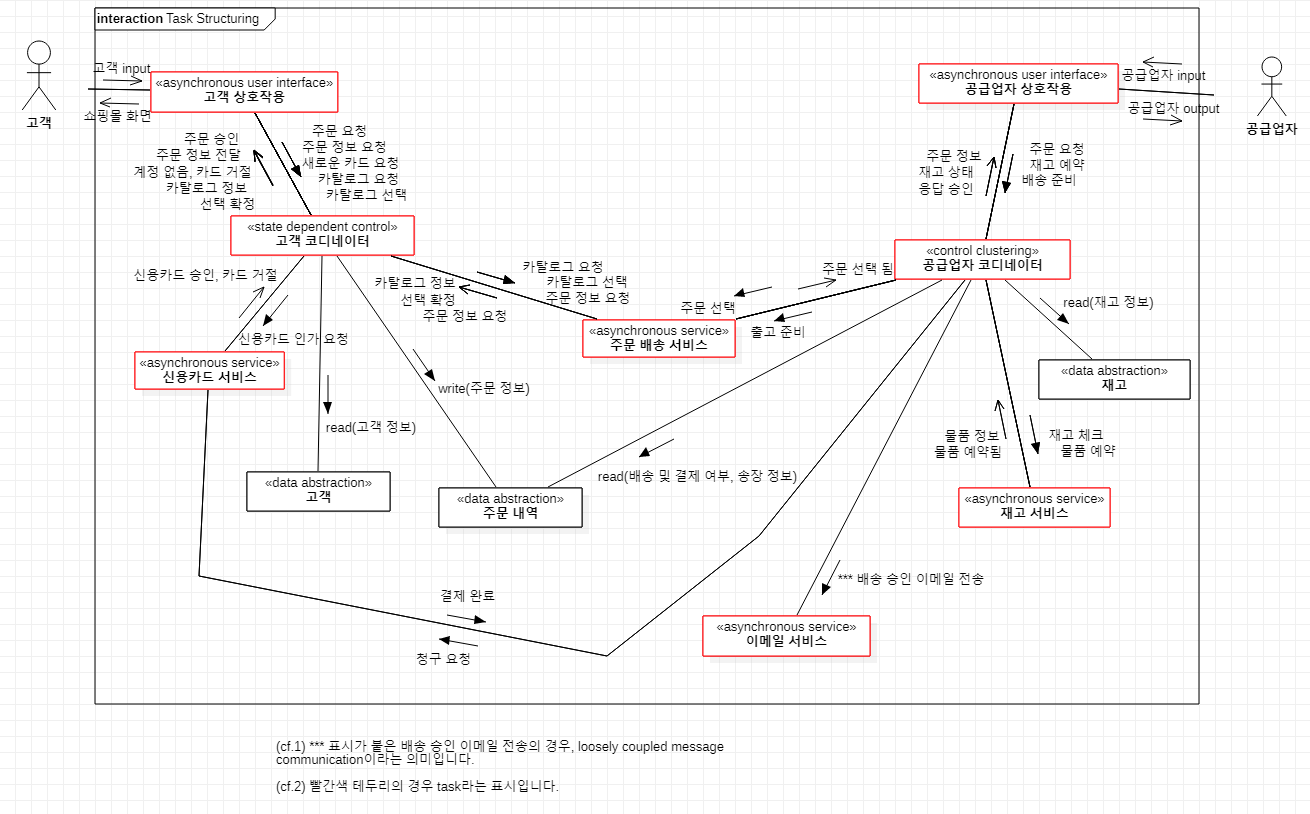 interaction Task Structuring
고객 input
쇼핑몰 화면
고객
«asynchronous user interface»
고객 상호작용
«asynchronous user interface»
공급업자 상호작용
공급업자 input
공급업자 output
공급업자
주문 승인
주문 정보 전달
계정 없음, 카드 거절
카탈로그 정보
선택 확정
주문 요청
주문 정보 요청
새로운 카드 요청
카탈로그 요청
카탈로그 선택
주문 정보
재고 상태
응답 승인
주문 요청
재고 예약
배송 준비
«state dependent control»
고객 코디네이터
«control clustering»
공급업자 코디네이터
신용카드 승인, 카드 거절
신용카드 인가 요청
카탈로그 정보
선택 확정
주문 정보 요청
카탈로그 요청
카탈로그 선택
주문 정보 요청
주문 선택 됨
주문 선택
출고 준비
read(재고 정보)
«asynchronous service»
주문 배송 서비스
«asynchronous service»
신용카드 서비스
«data abstraction»
재고
write(주문 정보)
read(고객 정보)
물품 정보
물품 예약됨
재고 체크
물품 예약
read(배송 및 결제 여부, 송장 정보)
«data abstraction»
고객
«data abstraction»
주문 내역
«asynchronous service»
재고 서비스
*** 배송 승인 이메일 전송
결제 완료
청구 요청
«asynchronous service»
이메일 서비스
(cf.1) *** 표시가 붙은 배송 승인 이메일 전송의 경우, loosely coupled message
communication이라는 의미입니다.
(cf.2) 빨간색 테두리의 경우 task라는 표시입니다.